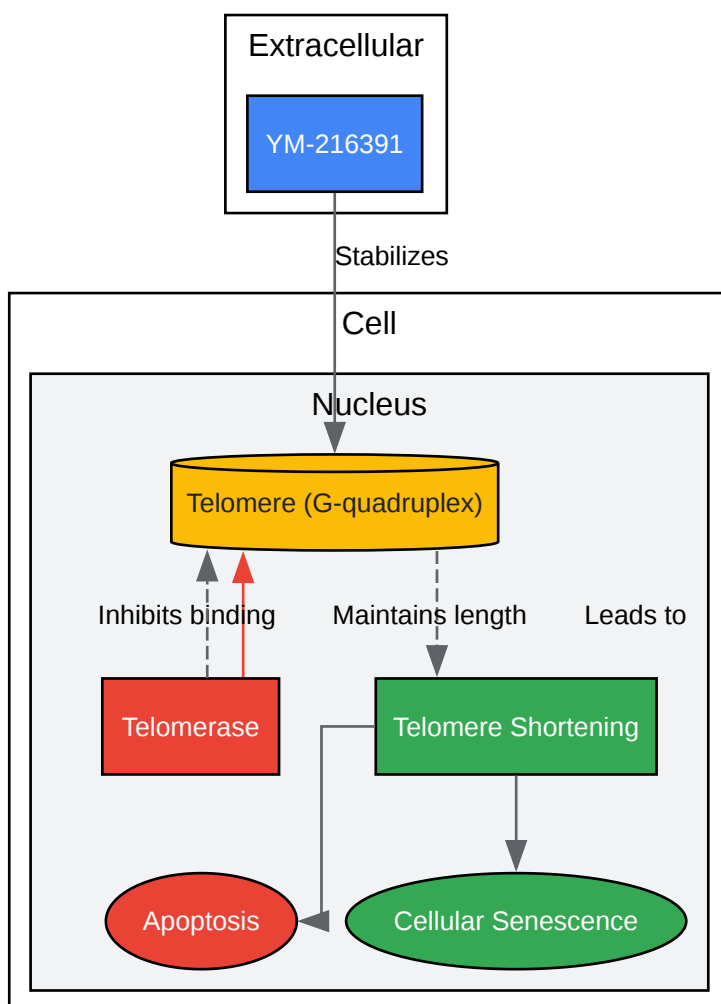 Extracellular
YM-216391
Stabilizes
Cell
Nucleus
Telomere (G-quadruplex)
Inhibits binding
Maintains length
Leads to
Telomerase
Telomere Shortening
Apoptosis
Cellular Senescence